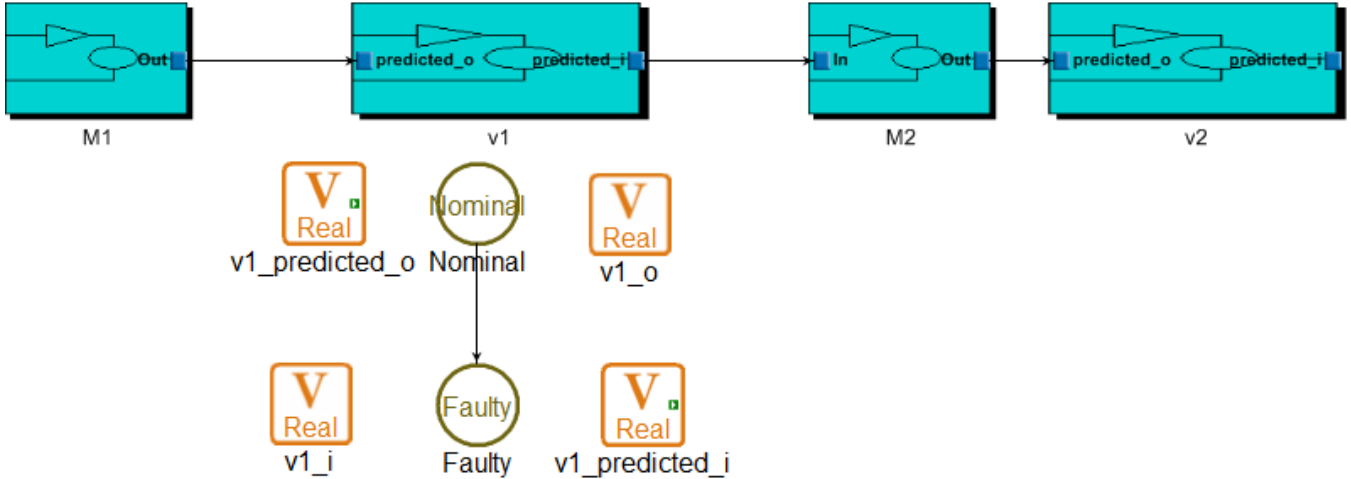 Out predicted_o predicted_i In Out predicted_o predicted_i
M1 v1 M2 v2
V Nominal V
Real Real
v1_predicted_o Nominal v1_o
V Faulty V
Real Real
v1_i Faulty v1_predicted_i